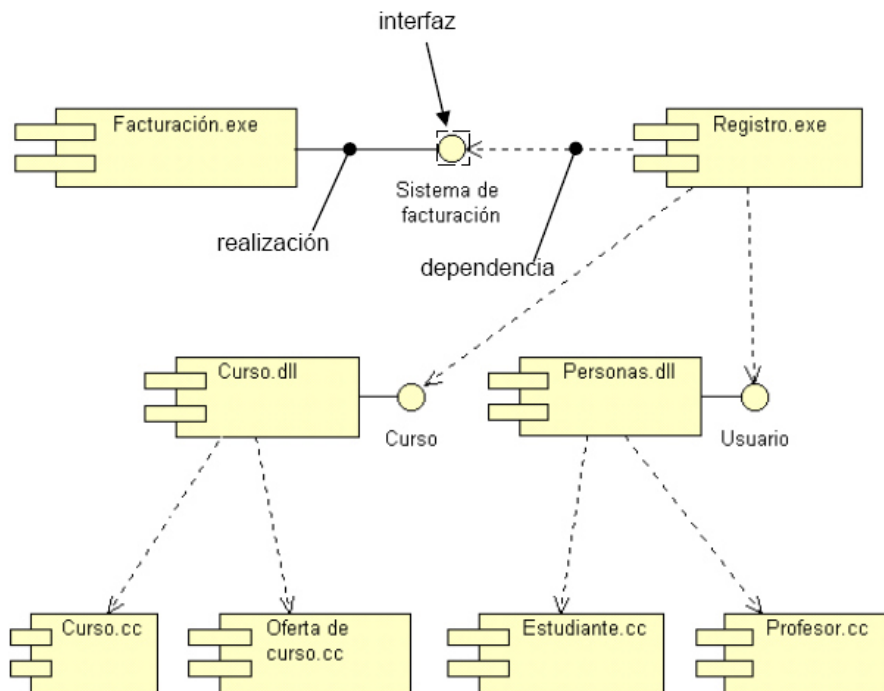 interfaz
Facturación.exe
Registro.exe
Sistema de
facturación
realización
dependencia
Curso.dll
Personas.dll
Curso
Usuario
Curso.cc
Oferta de
curso.cc
Estudiante.cc
Profesor.cc